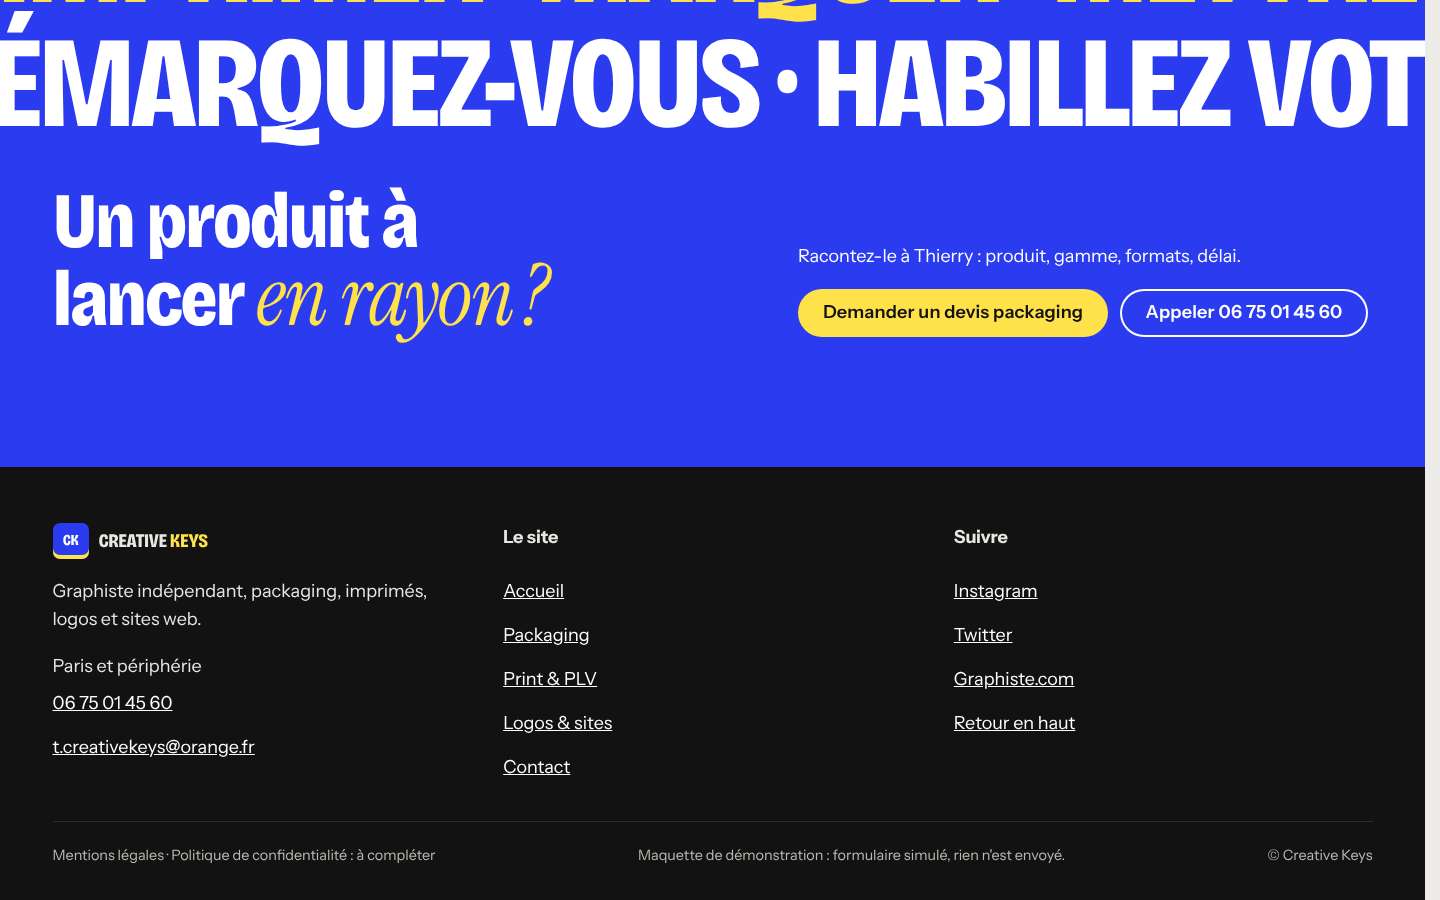 ÉMARQUEZ-VOUS · HABILLEZ VOT
Un produit à
lancer en rayon ?
Racontez-le à Thierry : produit, gamme, formats, délai.
Demander un devis packaging
Appeler 06 75 01 45 60
CK CREATIVE KEYS
Graphiste indépendant, packaging, imprimés,
logos et sites web.
Paris et périphérie
06 75 01 45 60
t.creativekeys@orange.fr
Le site
Accueil
Packaging
Print & PLV
Logos & sites
Contact
Suivre
Instagram
Twitter
Graphiste.com
Retour en haut
Mentions légales · Politique de confidentialité : à compléter
Maquette de démonstration : formulaire simulé, rien n'est envoyé.
© Creative Keys